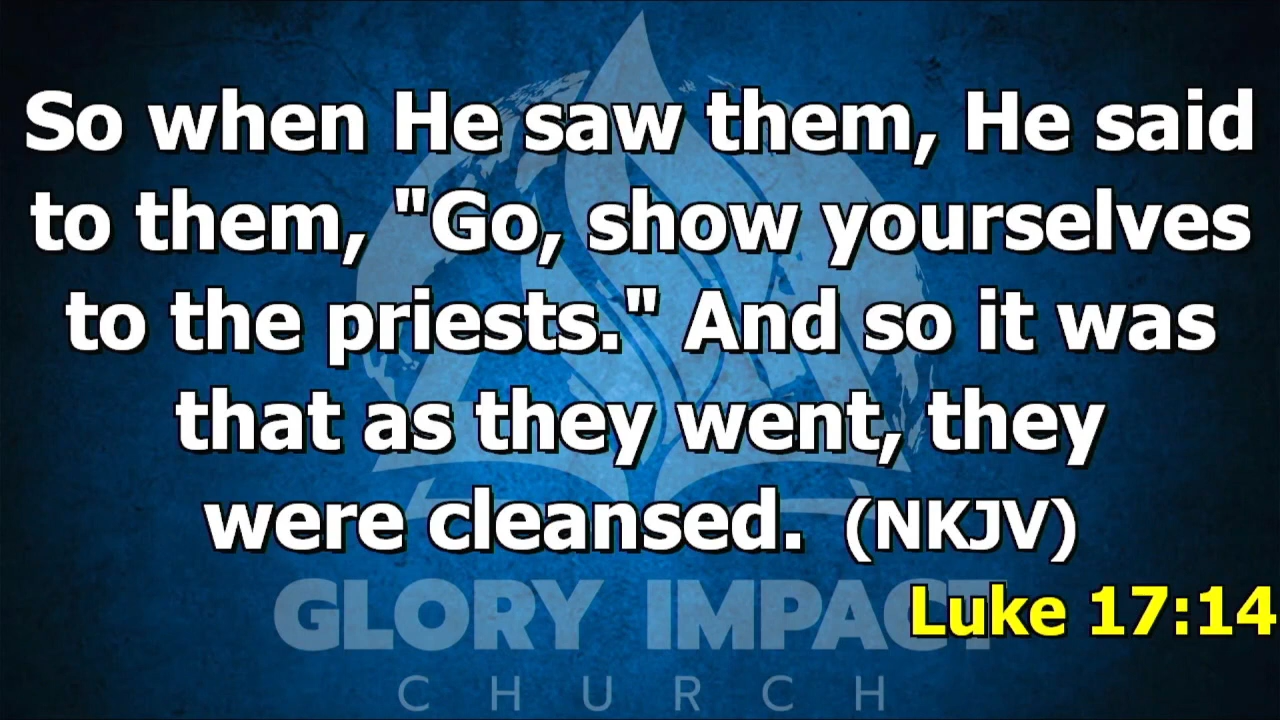 So when He saw them, He said
to them, "Go, show yourselves
to the priests." And so it was
that as they went, they
were cleansed. (NKJV)
Luke 17:14
GLORY IMPACT
CHURCH